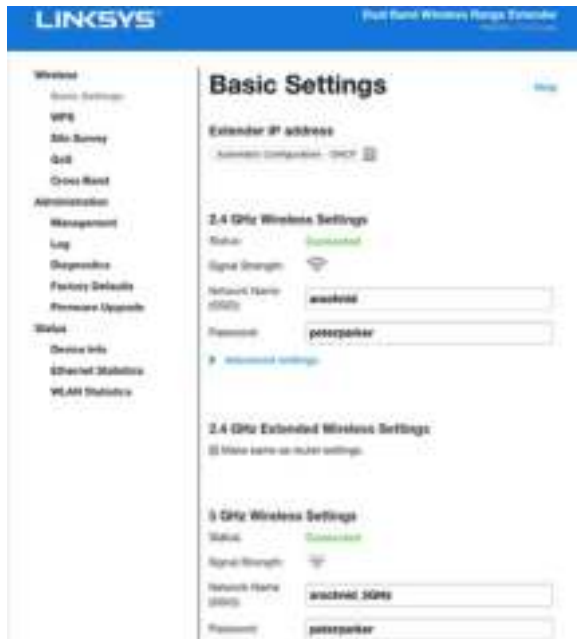 LINKSYS
Dual Band Wireless Range Extender
Wireless
Basic Settings
WPS
Site Survey
QoS
Cross Band
Administration
Management
Log
Diagnostics
Factory Defaults
Firmware Upgrade
Status
Device Info
Ethernet Statistics
WLAN Statistics
Basic Settings
Help
Extender IP address
Automatic Configuration - DHCP
2.4 GHz Wireless Settings
Status: Connected
Signal Strength:
Network Name
(SSID) arachnid
Password: peterparker
Advanced settings
2.4 GHz Extended Wireless Settings
Make same as router settings.
5 GHz Wireless Settings
Status: Connected
Signal Strength:
Network Name
(SSID) arachnid_5GHz
Password: peterparker